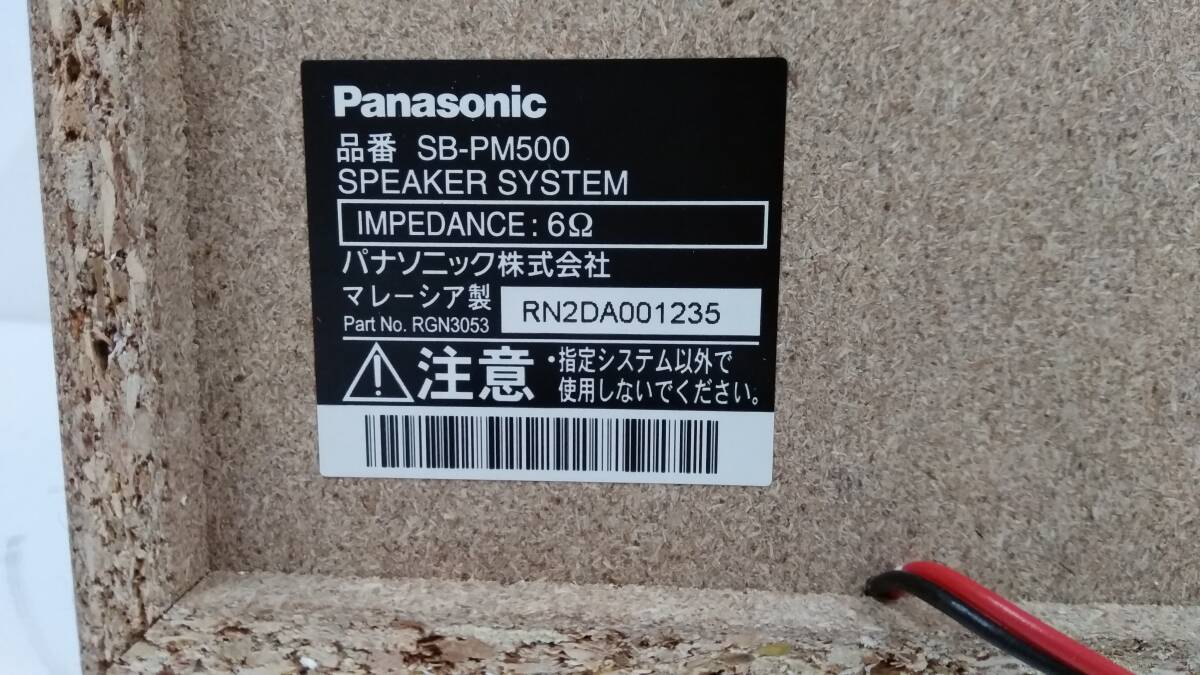 Panasonic
品番 SB-PM500
SPEAKER SYSTEM
IMPEDANCE: 6Ω
パナソニック株式会社
マレーシア製
RN2DA001235
Part No. RGN3053
注意
・指定システム以外で
使用しないでください。